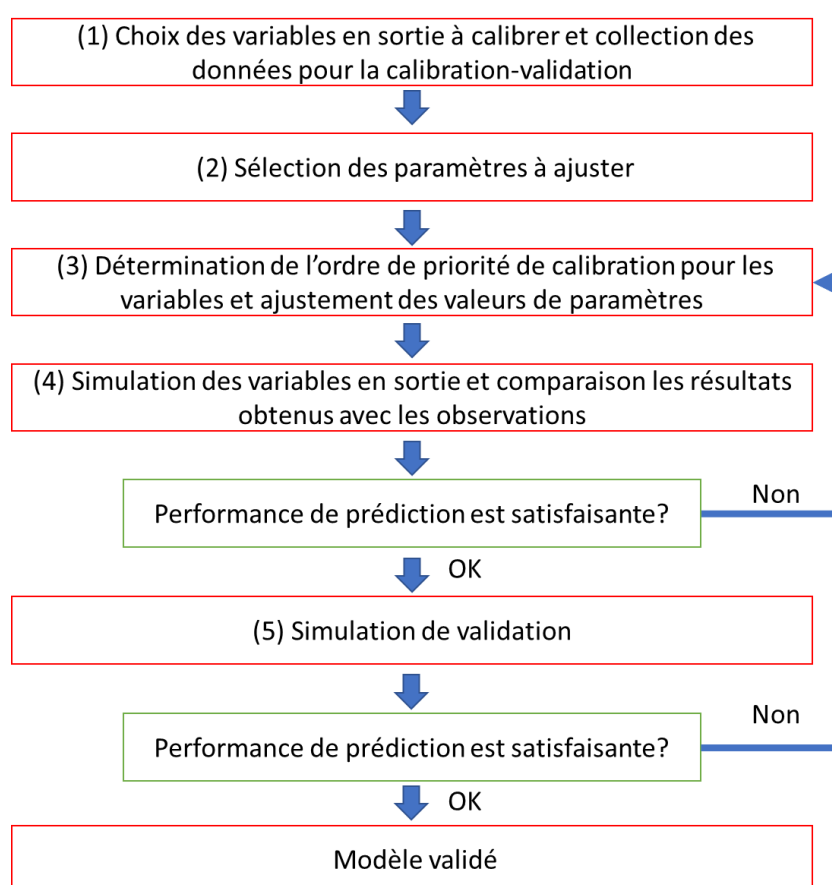 (1) Choix des variables en sortie à calibrer et collection des
données pour la calibration-validation
(2) Sélection des paramètres à ajuster
(3) Détermination de l’ordre de priorité de calibration pour les
variables et ajustement des valeurs de paramètres
(4) Simulation des variables en sortie et comparaison les résultats
obtenus avec les observations
Performance de prédiction est satisfaisante?
Non
OK
(5) Simulation de validation
Performance de prédiction est satisfaisante?
Non
OK
Modèle validé